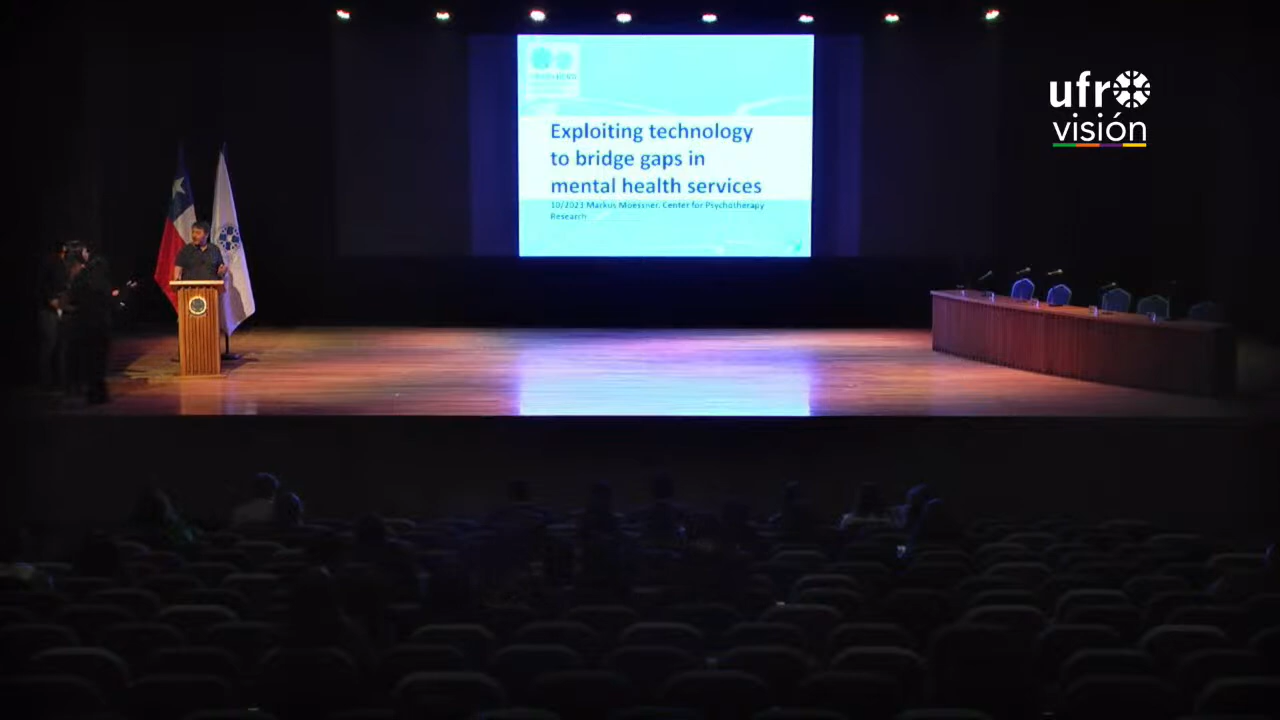 Exploiting technology
to bridge gaps in
mental health services
10/2023 Markus Moessner. Center for Psychotherapy
Research
ufro
visión